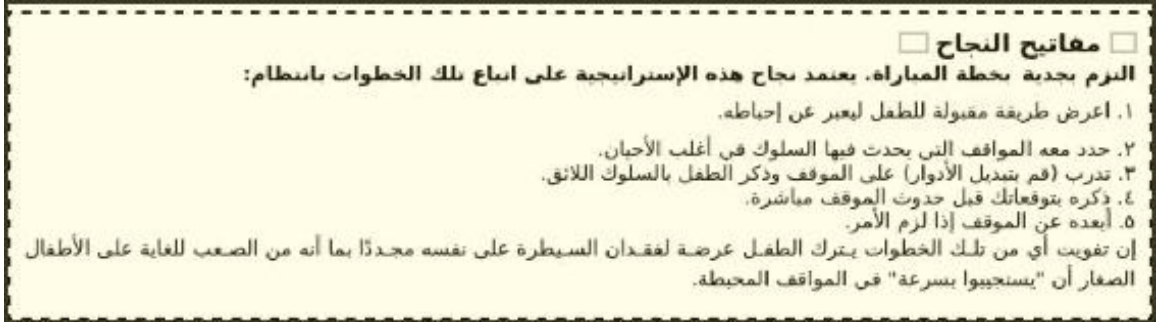 مفاتيح النجاح
التزم بجدية بخطة المباراة. يعتمد نجاح هذه الإستراتيجية على اتباع تلك الخطوات بانتظام:
١. اعرض طريقة مقبولة للطفل ليعبر عن إحباطه.
٢. حدد معه المواقف التي يحدث فيها السلوك في أغلب الأحيان.
٣. تدرب (قم بتبديل الأدوار) على الموقف وذكر الطفل بالسلوك اللائق.
٤. ذكره بتوقعاتك قبل حدوث الموقف مباشرة.
٥. أبعده عن الموقف إذا لزم الأمر.
إن تفويت أي من تلك الخطوات يترك الطفل عرضة لفقدان السيطرة على نفسه مجددًا بما أنه من الصعب للغاية على الأطفال
الصغار أن "يستجيبوا بسرعة" في المواقف المحبطة.